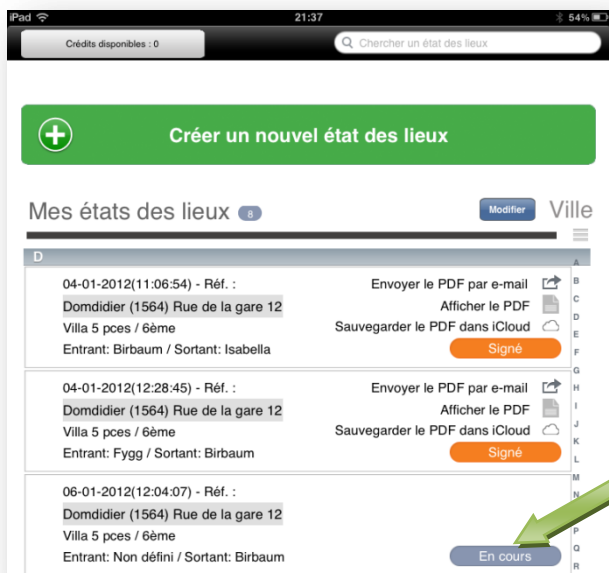 iPad 21:37 54%
Crédits disponibles : 0 Chercher un état des lieux
Créer un nouvel état des lieux
Mes états des lieux 8 Modifier Ville
D
04-01-2012(11:06:54) - Réf. : Envoyer le PDF par e-mail
Domdidier (1564) Rue de la gare 12 Afficher le PDF
Villa 5 pces / 6ème Sauvegarder le PDF dans iCloud
Entrant: Birbaum / Sortant: Isabella Signé
04-01-2012(12:28:45) - Réf. : Envoyer le PDF par e-mail
Domdidier (1564) Rue de la gare 12 Afficher le PDF
Villa 5 pces / 6ème Sauvegarder le PDF dans iCloud
Entrant: Fygg / Sortant: Birbaum Signé
06-01-2012(12:04:07) - Réf. :
Domdidier (1564) Rue de la gare 12
Villa 5 pces / 6ème
Entrant: Non défini / Sortant: Birbaum En cours
A
B
C
D
E
F
G
H
I
J
K
L
M
N
P
Q
R